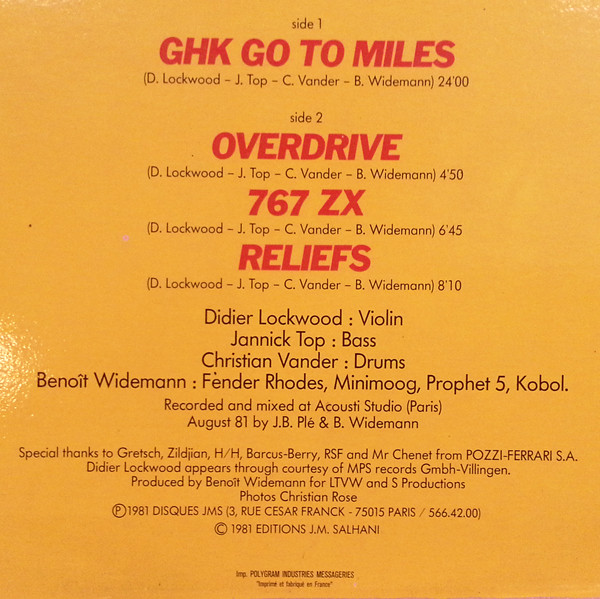 side 1
GHK GO TO MILES
(D. Lockwood – J. Top – C. Vander – B. Widemann) 24'00
side 2
OVERDRIVE
(D. Lockwood – J. Top – C. Vander – B. Widemann) 4'50
767 ZX
(D. Lockwood – J. Top – C. Vander – B. Widemann) 6'45
RELIEFS
(D. Lockwood – J. Top – C. Vander – B. Widemann) 8'10
Didier Lockwood : Violin
Jannick Top : Bass
Christian Vander : Drums
Benoît Widemann : Fender Rhodes, Minimoog, Prophet 5, Kobol.
Recorded and mixed at Acousti Studio (Paris)
August 81 by J.B. Plé & B. Widemann
Special thanks to Gretsch, Zildjian, H/H, Barcus-Berry, RSF and Mr Chenet from POZZI-FERRARI S.A.
Didier Lockwood appears through courtesy of MPS records Gmbh-Villingen.
Produced by Benoît Widemann for LTVW and S Productions
Photos Christian Rose
Ⓟ 1981 DISQUES JMS (3, RUE CESAR FRANCK - 75015 PARIS / 566.42.00)
© 1981 EDITIONS J.M. SALHANI
Imp. POLYGRAM INDUSTRIES MESSAGERIES
"Imprimé et fabriqué en France"